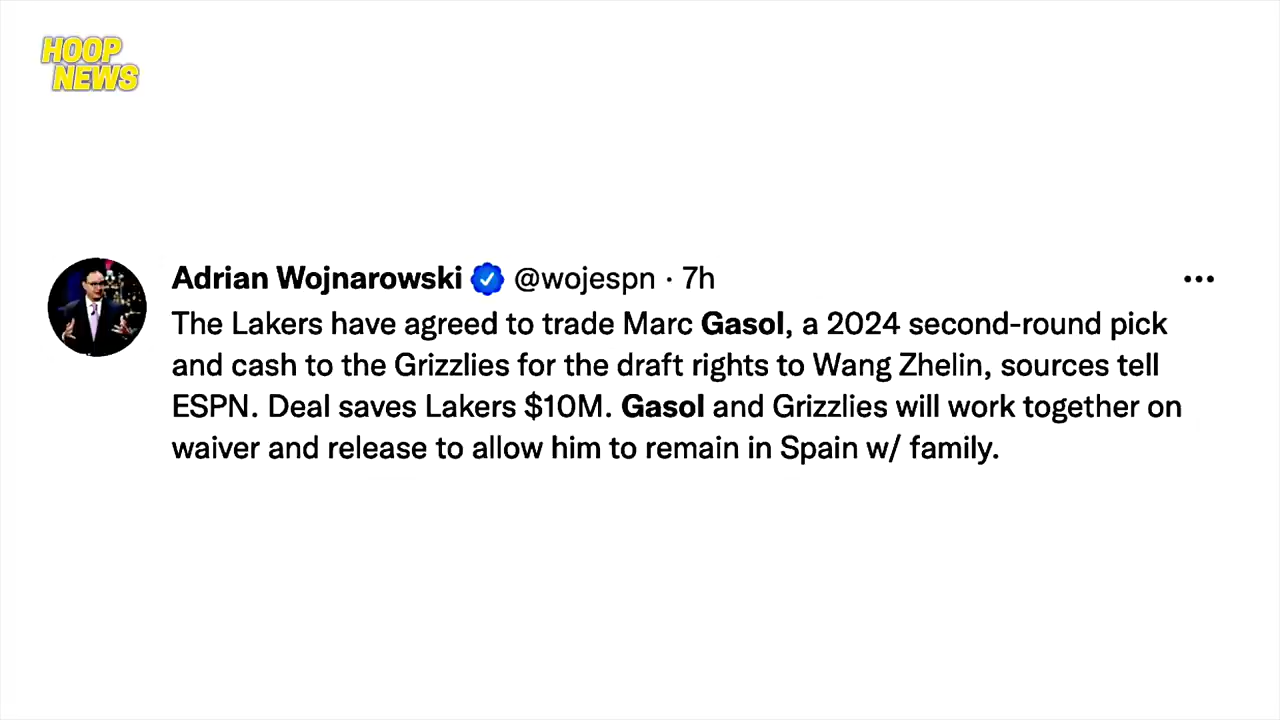 HOOP
NEWS
Adrian Wojnarowski @wojespn · 7h
The Lakers have agreed to trade Marc Gasol, a 2024 second-round pick
and cash to the Grizzlies for the draft rights to Wang Zhelin, sources tell
ESPN. Deal saves Lakers $10M. Gasol and Grizzlies will work together on
waiver and release to allow him to remain in Spain w/ family.